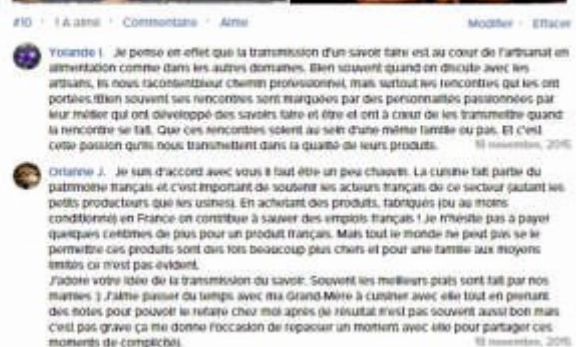 #10 · 1 A aimé · Commentaire · Aime Modifier · Effacer
Yolande I. Je pense en effet que la transmission d'un savoir faire est au cœur de l'artisanat en
alimentation comme dans les autres domaines. Bien souvent quand on discute avec les
artisans, ils nous racontentbleur chemin professionnel, mais surtout les rencontres qui les ont
portées.!Bien souvent ses rencontres sont marquées par des personnalités passionnées par
leur métier qui ont développé des savoirs faire et être et ont à cœur de les transmettre quand
la rencontre se fait. Que ces rencontres soient au sein d'une même famille ou pas. Et c'est
cette passion qu'ils nous transmettent dans la qualité de leurs produits. 18 novembre, 2015
Orianne J. Je suis d'accord avec vous il faut être un peu chauvin. La cuisine fait partie du
patrimoine français et c'est important de soutenir les acteurs français de ce secteur (autant les
petits producteurs que les usines). En achetant des produits, fabriqués (ou au moins
conditionné) en France on contribue à sauver des emplois français ! Je n'hésite pas à payer
quelques centimes de plus pour un produit français. Mais tout le monde ne peut pas se le
permettre ces produits sont des fois beaucoup plus chers et pour une famille aux moyens
limités ce n'est pas évident.
J'adore votre idée de la transmission du savoir. Souvent les meilleurs plats sont fait par nos
mamies :) J'aime passer du temps avec ma Grand-Mère à cuisiner avec elle tout en prenant
des notes pour pouvoir le refaire chez moi après (le résultat n'est pas souvent aussi bon mais
c'est pas grave ça me donne l'occasion de repasser un moment avec elle pour partager ces
moments de complicité). 18 novembre, 2015